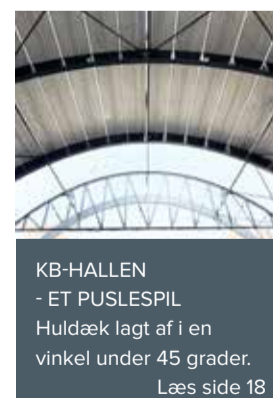 KB-HALLEN
- ET PUSLESPIL
Huldæk lagt af i en
vinkel under 45 grader.
Læs side 18